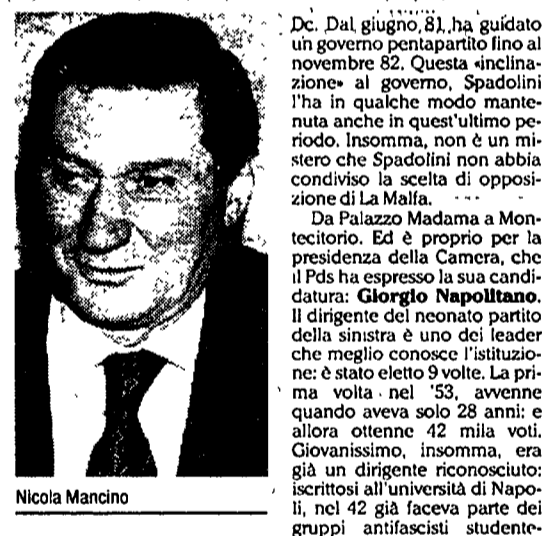 Nicola Mancino
Dc. Dal giugno 81 ha guidato
un governo pentapartito fino al
novembre 82. Questa «inclina-
zione» al governo, Spadolini
l'ha in qualche modo mante-
nuta anche in quest'ultimo pe-
riodo. Insomma, non è un mi-
stero che Spadolini non abbia
condiviso la scelta di opposi-
zione di La Malfa.
Da Palazzo Madama a Mon-
tecitorio. Ed è proprio per la
presidenza della Camera, che
il Pds ha espresso la sua candi-
datura: Giorgio Napolitano.
Il dirigente del neonato partito
della sinistra è uno dei leader
che meglio conosce l'istituzio-
ne: è stato eletto 9 volte. La pri-
ma volta nel '53, avvenne
quando aveva solo 28 anni: e
allora ottenne 42 mila voti.
Giovanissimo, insomma, era
già un dirigente riconosciuto:
iscrittosi all'università di Napo-
li, nel 42 già faceva parte dei
gruppi antifascisti studente-